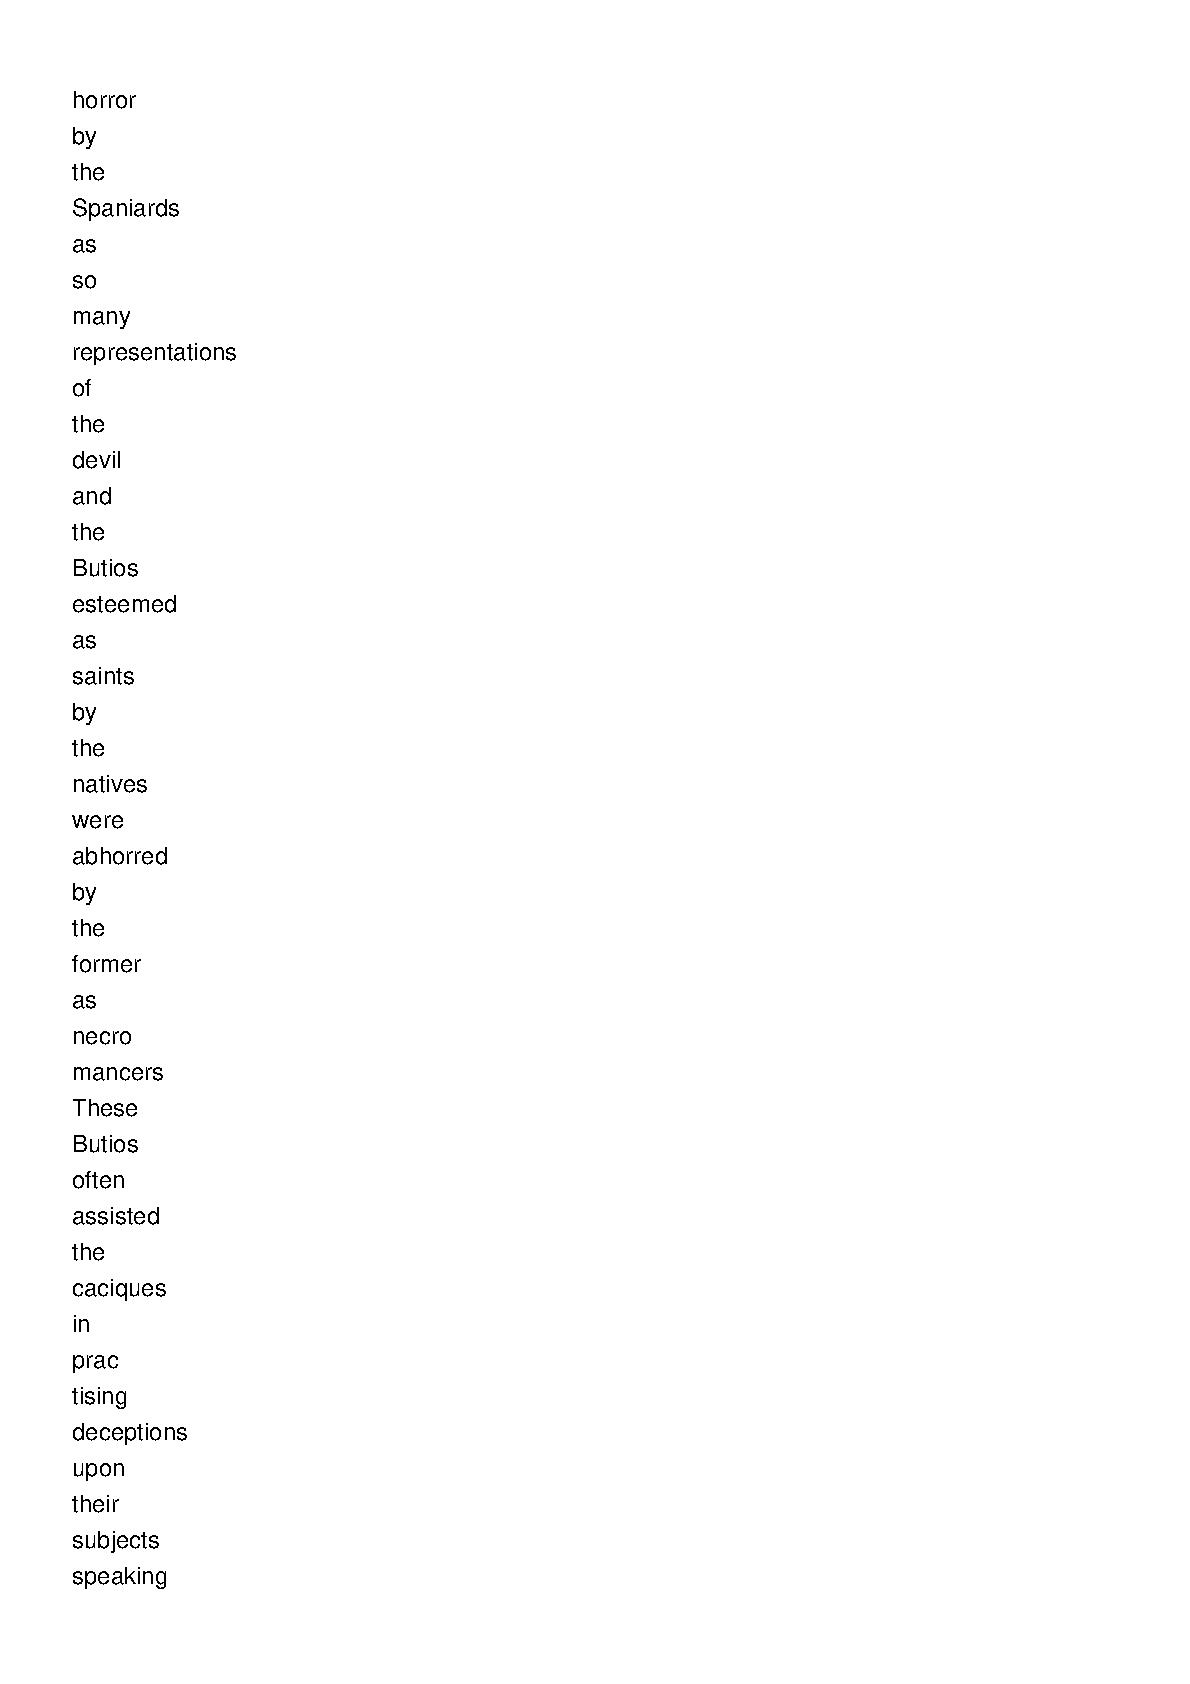 horror
by
the
Spaniards
as
so
many
representations
of
the
devil
and
the
Butios
esteemed
as
saints
by
the
natives
were
abhorred
by
the
former
as
necro
mancers
These
Butios
often
assisted
the
caciques
in
prac
tising
deceptions
upon
their
subjects
speaking